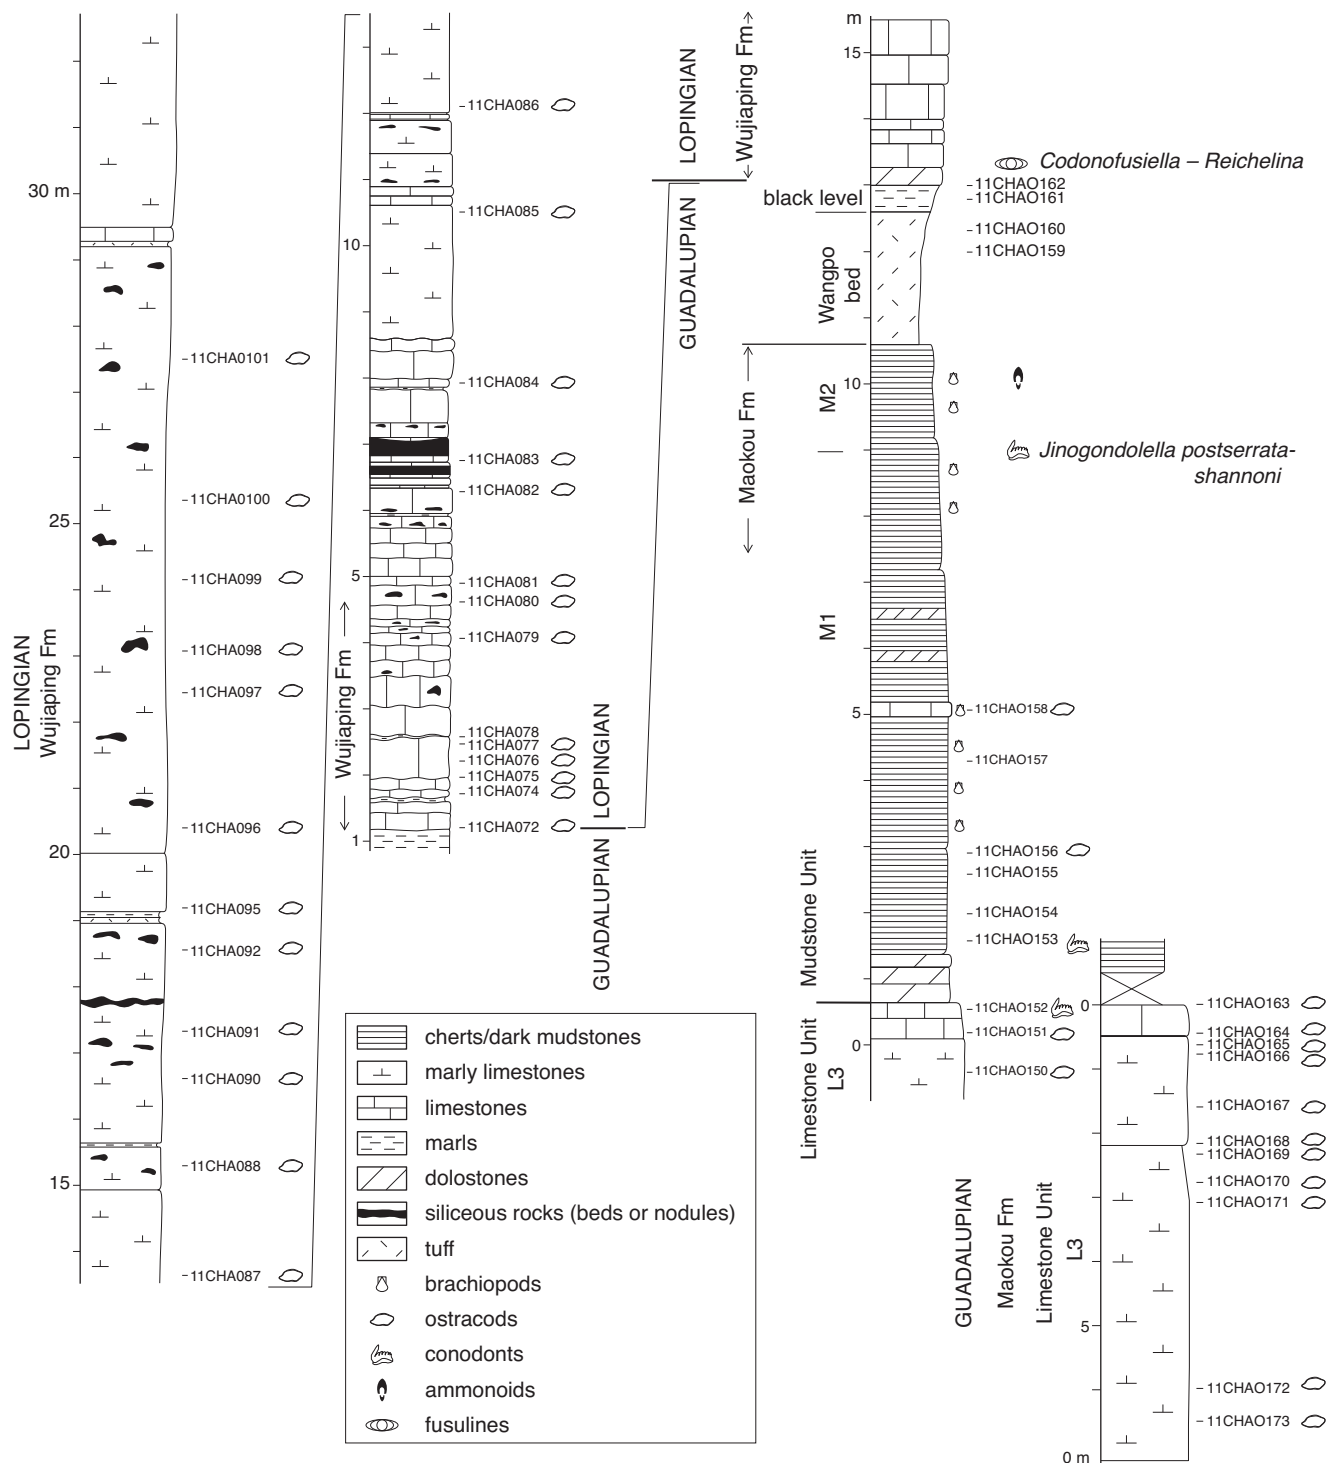 30 m
25
20
15
LOPINGIAN
Wujiaping Fm
11CHA0101
11CHA0100
11CHA099
11CHA098
11CHA097
11CHA096
11CHA095
11CHA092
11CHA091
11CHA090
11CHA088
11CHA087
10
5
1
Wujiaping Fm
11CHA086
11CHA085
11CHA084
11CHA083
11CHA082
11CHA081
11CHA080
11CHA079
11CHA078
11CHA077
11CHA076
11CHA075
11CHA074
11CHA072
LOPINGIAN
GUADALUPIAN
LOPINGIAN
GUADALUPIAN
Wujiaping Fm
black level
Wangpo
bed
Maokou Fm
M2
M1
Mudstone Unit
Limestone Unit
L3
m
15
10
5
0
Codonofusiella – Reichelina
11CHAO162
11CHAO161
11CHAO160
11CHAO159
Jinogondolella postserrata-
shannoni
11CHAO158
11CHAO157
11CHAO156
11CHAO155
11CHAO154
11CHAO153
11CHAO152
11CHAO151
11CHAO150
GUADALUPIAN
Maokou Fm
Limestone Unit
L3
0
5
0 m
11CHAO163
11CHAO164
11CHAO165
11CHAO166
11CHAO167
11CHAO168
11CHAO169
11CHAO170
11CHAO171
11CHAO172
11CHAO173
cherts/dark mudstones
marly limestones
limestones
marls
dolostones
siliceous rocks (beds or nodules)
tuff
brachiopods
ostracods
conodonts
ammonoids
fusulines